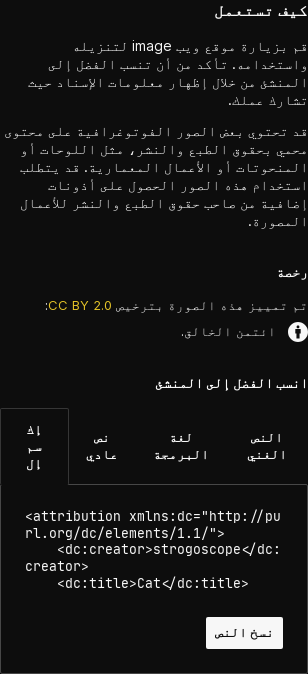 كيف تستعمل
قم بزيارة موقع ويب image لتنزيله
واستخدامه. تأكد من أن تنسب الفضل إلى
المنشئ من خلال إظهار معلومات الإسناد حيث
تشارك عملك.
قد تحتوي بعض الصور الفوتوغرافية على محتوى
محمي بحقوق الطبع والنشر، مثل اللوحات أو
المنحوتات أو الأعمال المعمارية. قد يتطلب
استخدام هذه الصور الحصول على أذونات
إضافية من صاحب حقوق الطبع والنشر للأعمال
المصورة.
رخصة
تم تمييز هذه الصورة بترخيص CC BY 2.0:
ائتمن الخالق.
انسب الفضل إلى المنشئ
النص الغني
لغة البرمجة
نص عادي
إك سم إل
<attribution xmlns:dc="http://pu
rl.org/dc/elements/1.1/">
<dc:creator>strogoscope</dc:
creator>
<dc:title>Cat</dc:title>
نسخ النص